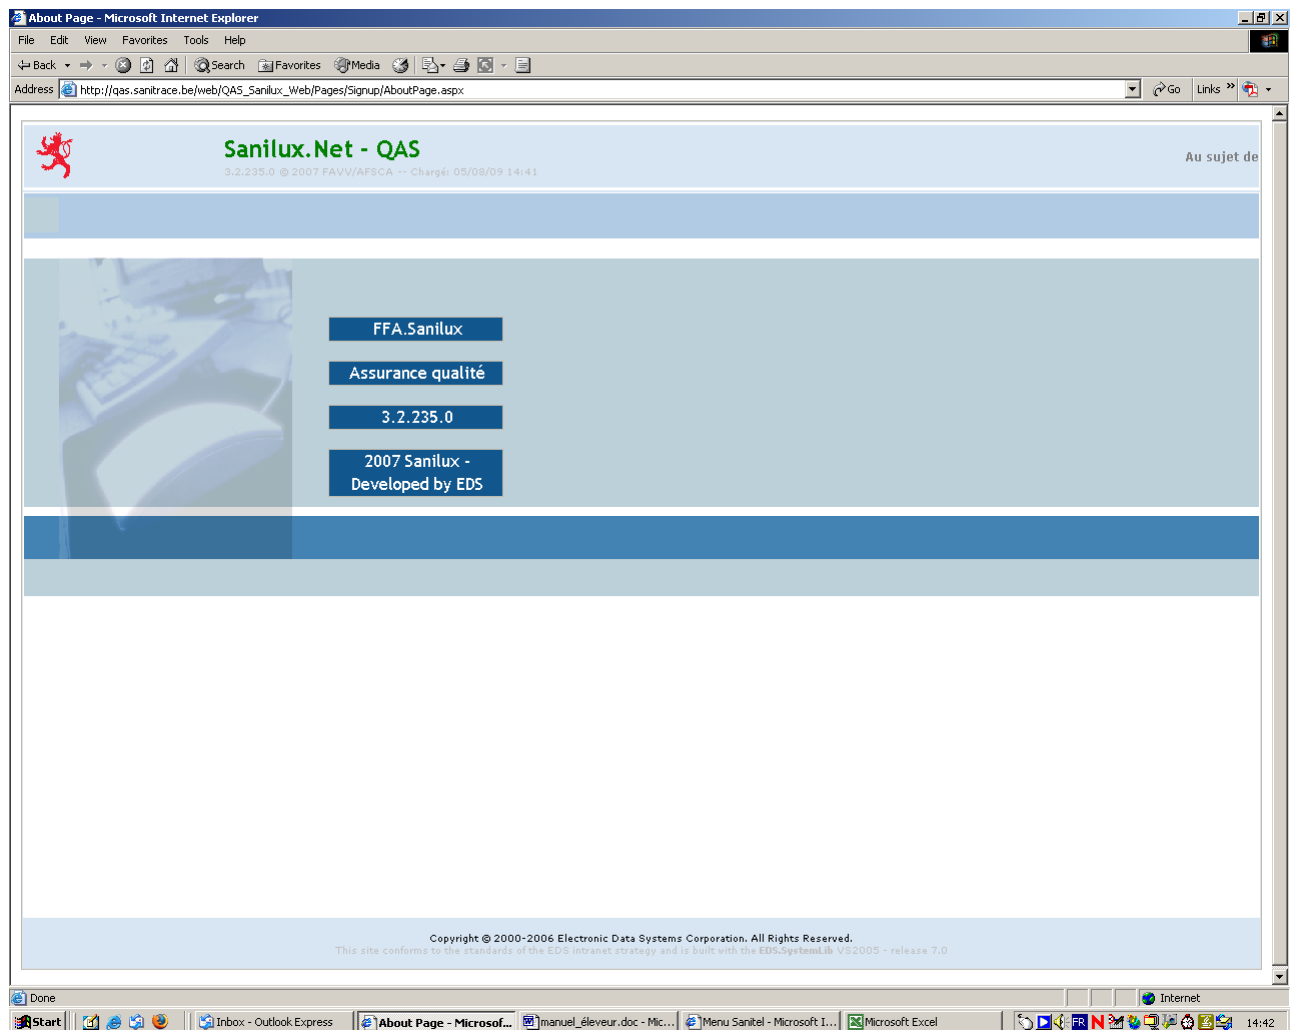 About Page - Microsoft Internet Explorer
File Edit View Favorites Tools Help
Back Search Favorites Media
Address http://qas.sanitrace.be/web/QAS_Sanilux_Web/Pages/Signup/AboutPage.aspx Go Links »
Sanilux.Net - QAS
3.2.235.0 © 2007 FAVV/AFSCA -- Chargé: 05/08/09 14:41
Au sujet de
FFA.Sanilux
Assurance qualité
3.2.235.0
2007 Sanilux -
Developed by EDS
Copyright © 2000-2006 Electronic Data Systems Corporation. All Rights Reserved.
This site conforms to the standards of the EDS intranet strategy and is built with the EDS.SystemLib VS2005 - release 7.0
Done Internet
Start Inbox - Outlook Express About Page - Microsof... manuel_éleveur.doc - Mic... Menu Sanitel - Microsoft I... Microsoft Excel FR N 14:42